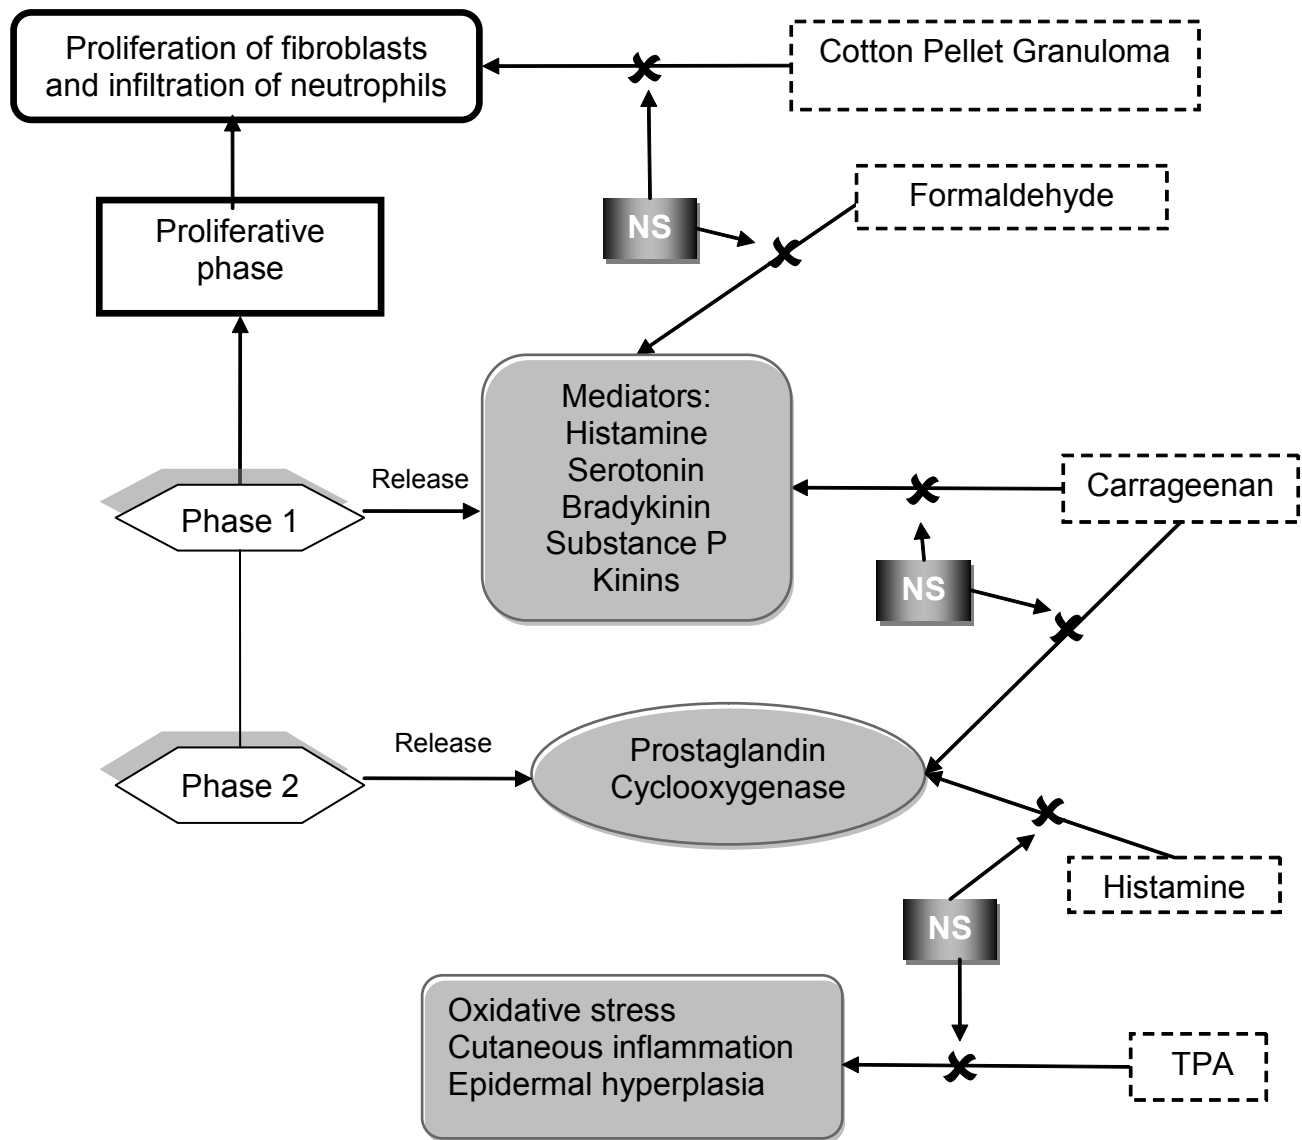 Proliferation of fibroblasts
and infiltration of neutrophils
Cotton Pellet Granuloma
Formaldehyde
NS
Proliferative
phase
Mediators:
Histamine
Serotonin
Bradykinin
Substance P
Kinins
Release
Phase 1
Carrageenan
NS
Release
Phase 2
Prostaglandin
Cyclooxygenase
Histamine
NS
Oxidative stress
Cutaneous inflammation
Epidermal hyperplasia
TPA